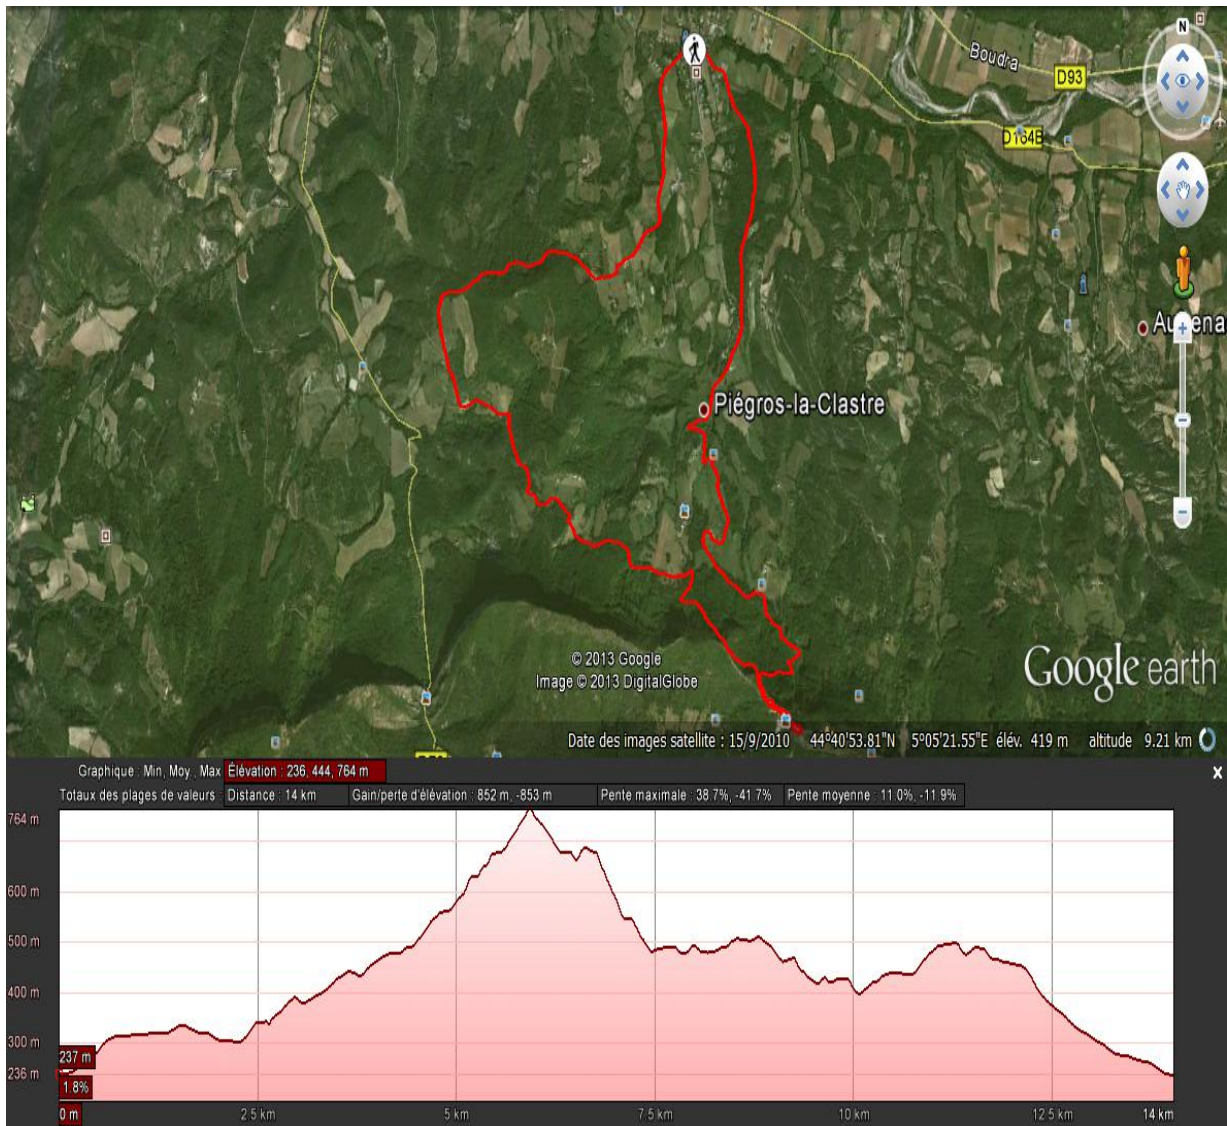 N
Boudra
D93
D164B
Piégros-la-Clastre
© 2013 Google
Image © 2013 DigitalGlobe
Google earth
Date des images satellite : 15/9/2010 44°40'53.81"N 5°05'21.55"E élév. 419 m altitude 9.21 km
Graphique : Min, Moy., Max Élévation : 236, 444, 764 m
Totaux des plages de valeurs : Distance : 14 km Gain/perte d'élévation : 852 m, -853 m Pente maximale : 38.7%, -41.7% Pente moyenne : 11.0%, -11.9%
764 m
600 m
500 m
400 m
300 m
237 m
236 m
1.8%
0 m 2.5 km 5 km 7.5 km 10 km 12.5 km 14 km